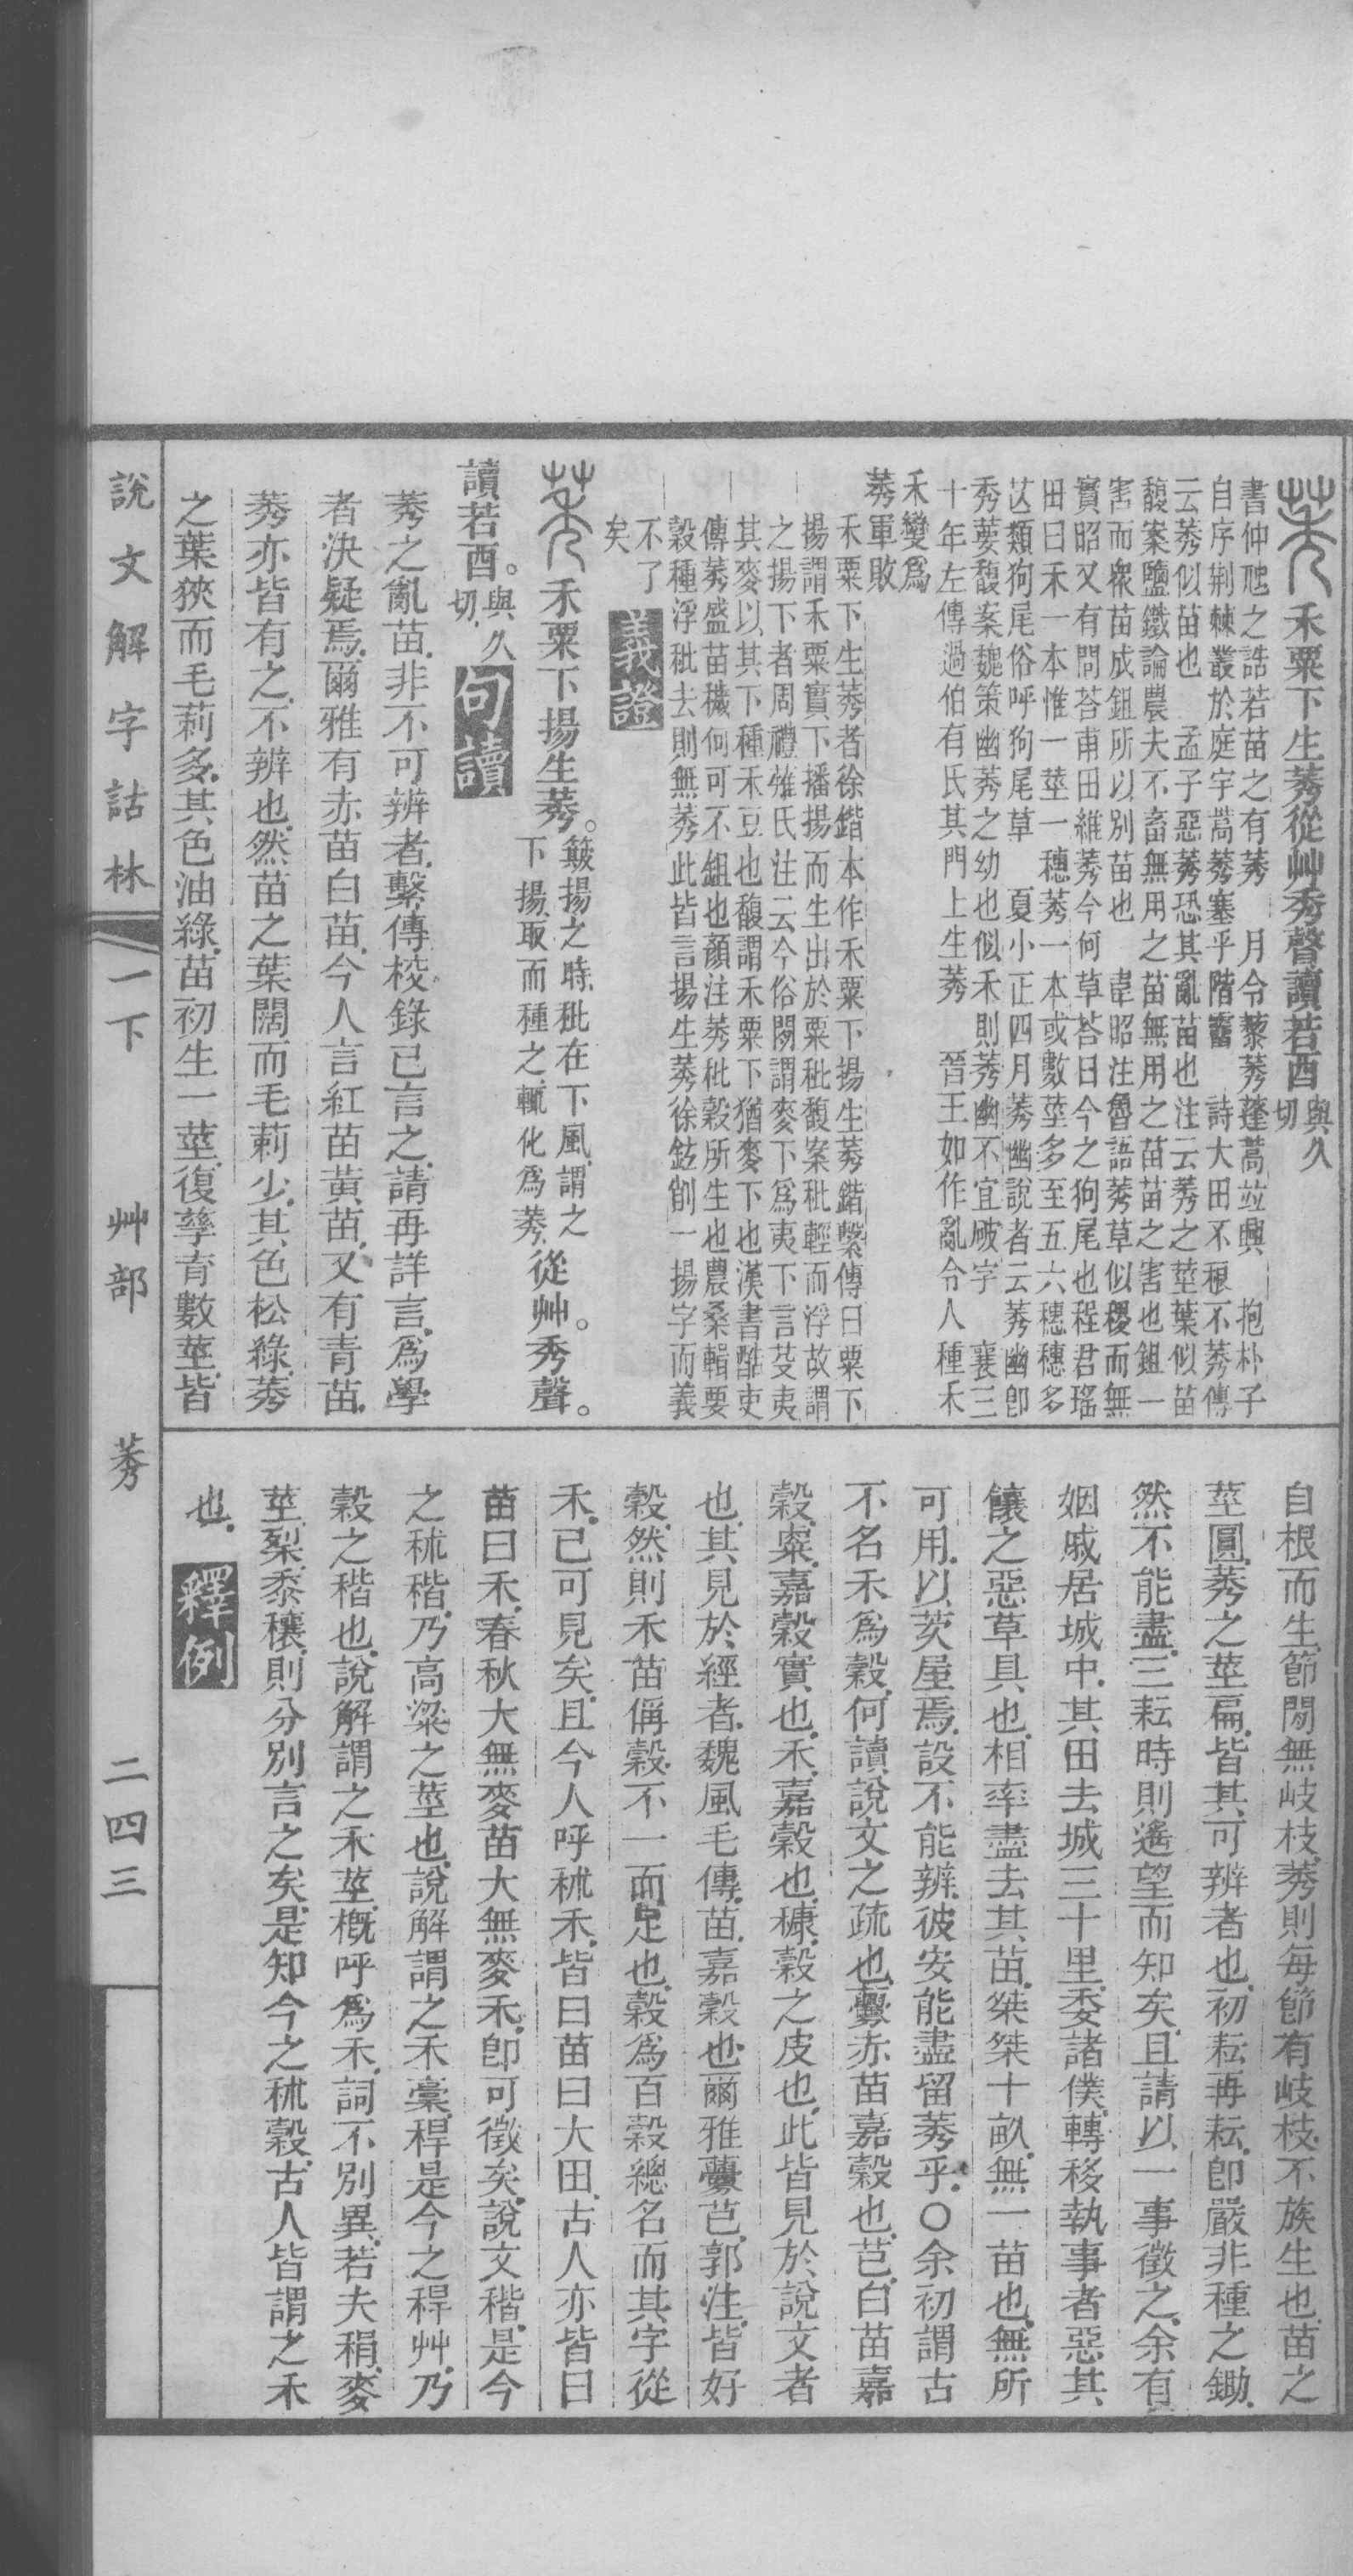 禾粟下生莠從艸秀聲讀若酉與久切
書仲虺之誥若苗之有莠　月令藜莠蓬蒿竝興　抱朴子
自序荆棘叢於庭宇蒿莠塞乎階霤　詩大田不稂不莠傳
云莠似苗也　孟子惡莠恐其亂苗也注云莠之莖葉似苗
馥案鹽鐵論農夫不畜無用之苗無用之苗苗之害也鉏一
害而衆苗成鉏所以別苗也　韋昭注魯語莠草似稷而無
實昭又有問荅甫田維莠今何草荅曰今之狗尾也程君瑤
田曰禾一本惟一莖一穗莠一本或數莖多至五六穗穗多
苡類狗尾俗呼狗尾草　夏小正四月莠幽說者云莠幽卽
秀葽馥案魏策幽莠之幼也似禾則莠幽不宜破字　襄三
十年左傳過伯有氏其門上生莠　晉王如作亂令人種禾
禾變爲
莠軍敗
禾粟下生莠者徐鍇本作禾粟下揚生莠鍇繫傳曰粟下
揚謂禾粟實下播揚而生出於粟秕馥案秕輕而浮故謂
之揚下者周禮薙氏注云今俗閒謂麥下爲夷下言芟夷
其麥以其下種禾豆也馥謂禾粟下猶麥下也漢書酷吏
傳莠盛苗穢何可不鉏也顔注莠秕穀所生也農桑輯要
穀種浮秕去則無莠此皆言揚生莠徐鉉削一揚字而義
不了
矣
義證
禾粟下揚生莠。簸揚之時秕在下風謂之下揚取而種之輒化爲莠從艸。秀聲。
讀若酉。與久切句讀
莠之亂苗非不可辨者繫傳校錄已言之請再詳言爲學
者決疑焉爾雅有赤苗白苗今人言紅苗黃苗又有青苗
莠亦皆有之不辨也然苗之葉闊而毛莿少其色松綠莠
之葉狹而毛莿多其色油綠苗初生一莖復孳育數莖皆
自根而生節閒無岐枝莠則每節有岐枝不族生也苗之
莖圓莠之莖扁皆其可辨者也初耘再耘卽嚴非種之鋤
然不能盡三耘時則遙望而知矣且請以一事徵之余有
姻戚居城中其田去城三十里委諸僕轉移執事者惡其
饟之惡草具也相率盡去其苗桀桀十畝無一苗也無所
可用以茨屋焉設不能辨彼安能盡留莠乎○余初謂古
不名禾爲穀何讀說文之疏也虋赤苗嘉穀也芑白苗嘉
穀粟嘉穀實也禾嘉穀也穅穀之皮也此皆見於說文者
也其見於經者魏風毛傳苗嘉穀也爾雅虋芑郭注皆好
穀然則禾苗偁穀不一而足也穀爲百穀總名而其字從
禾已可見矣且今人呼秫禾皆曰苗曰大田古人亦皆曰
苗曰禾春秋大無麥苗大無麥禾卽可徵矣說文稭是今
之秫稭乃高粱之莖也說解謂之禾稾稈是今之稈艸乃
穀之稭也說解謂之禾莖槪呼爲禾詞不別異若夫稍麥
莖䅀黍穰則分別言之矣是知今之秫穀古人皆謂之禾
也釋例
說文解字詁林　一下　艸部　莠　二四三